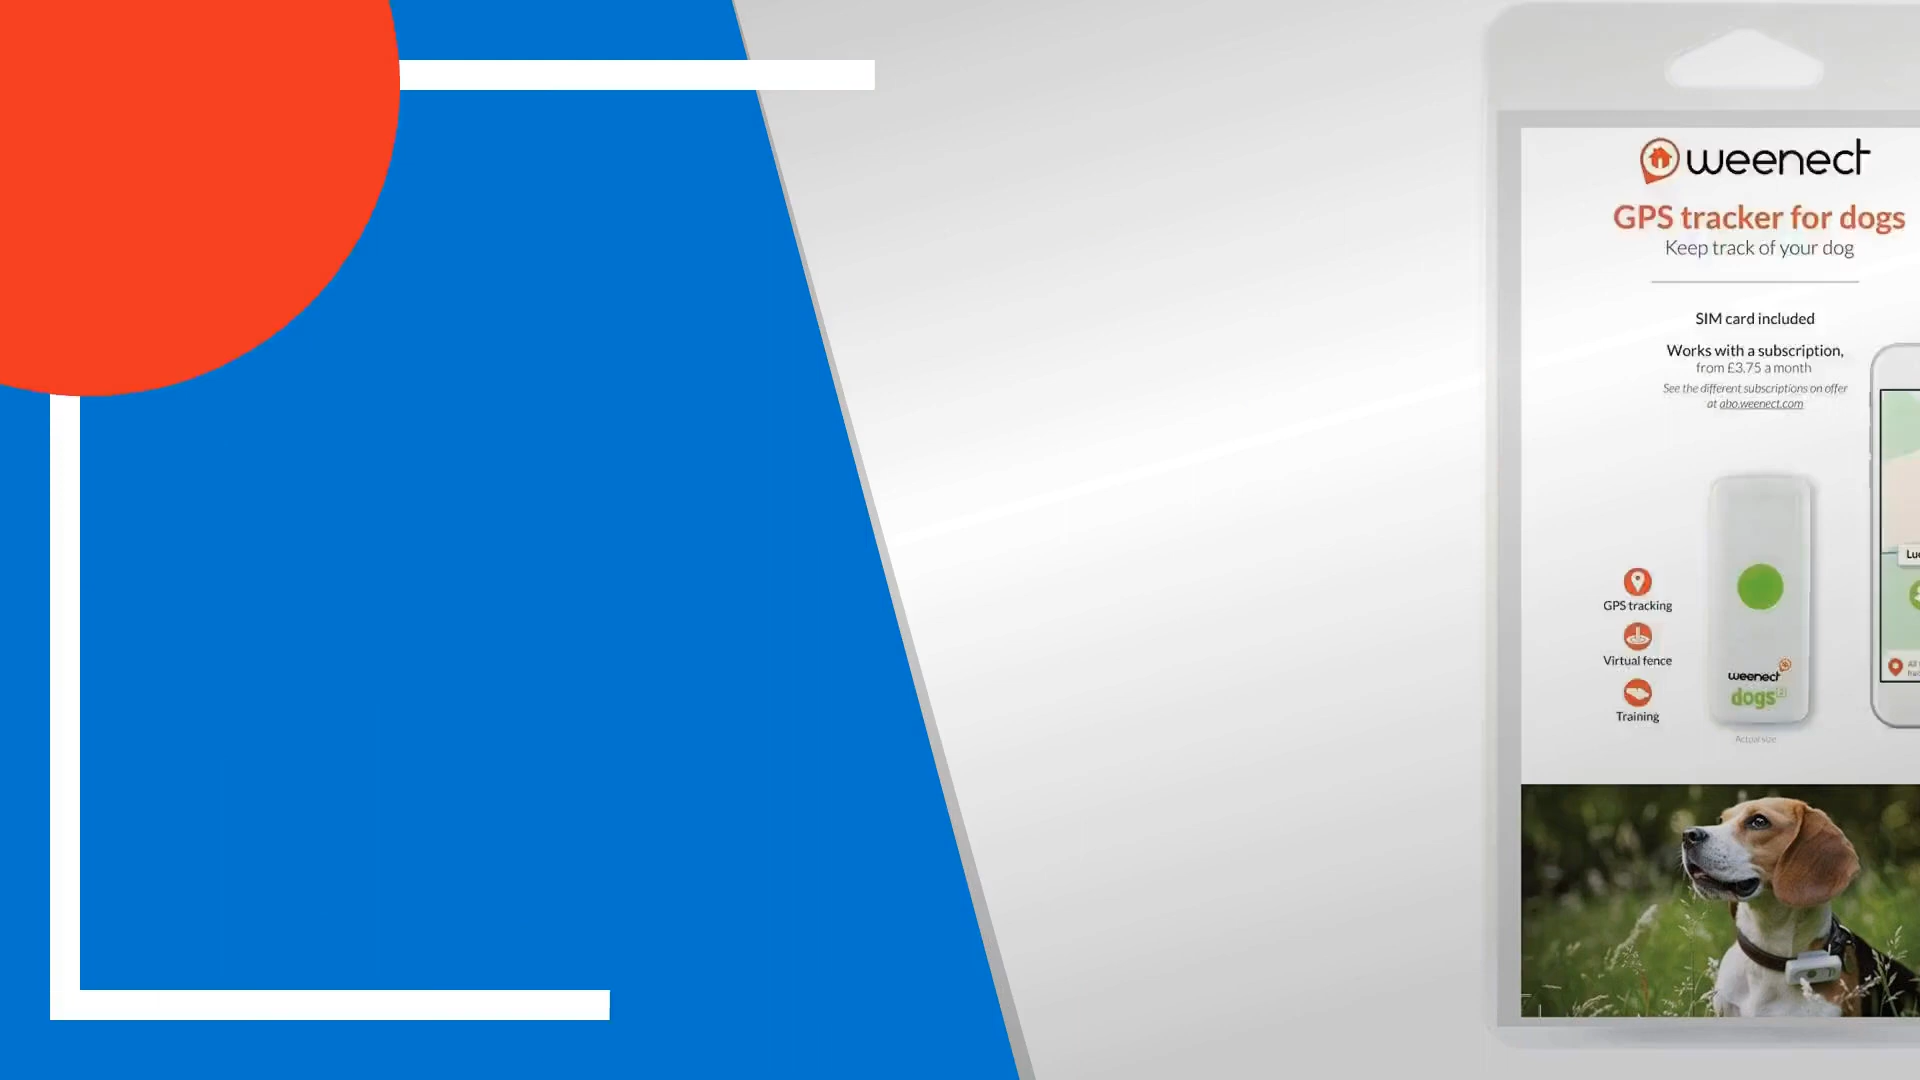 weenect
GPS tracker for dogs
Keep track of your dog
SIM card included
Works with a subscription,
from £3.75 a month
See the different subscriptions on offer
at abo.weenect.com
GPS tracking
Virtual fence
Training
weenect
dogs2
Actual size